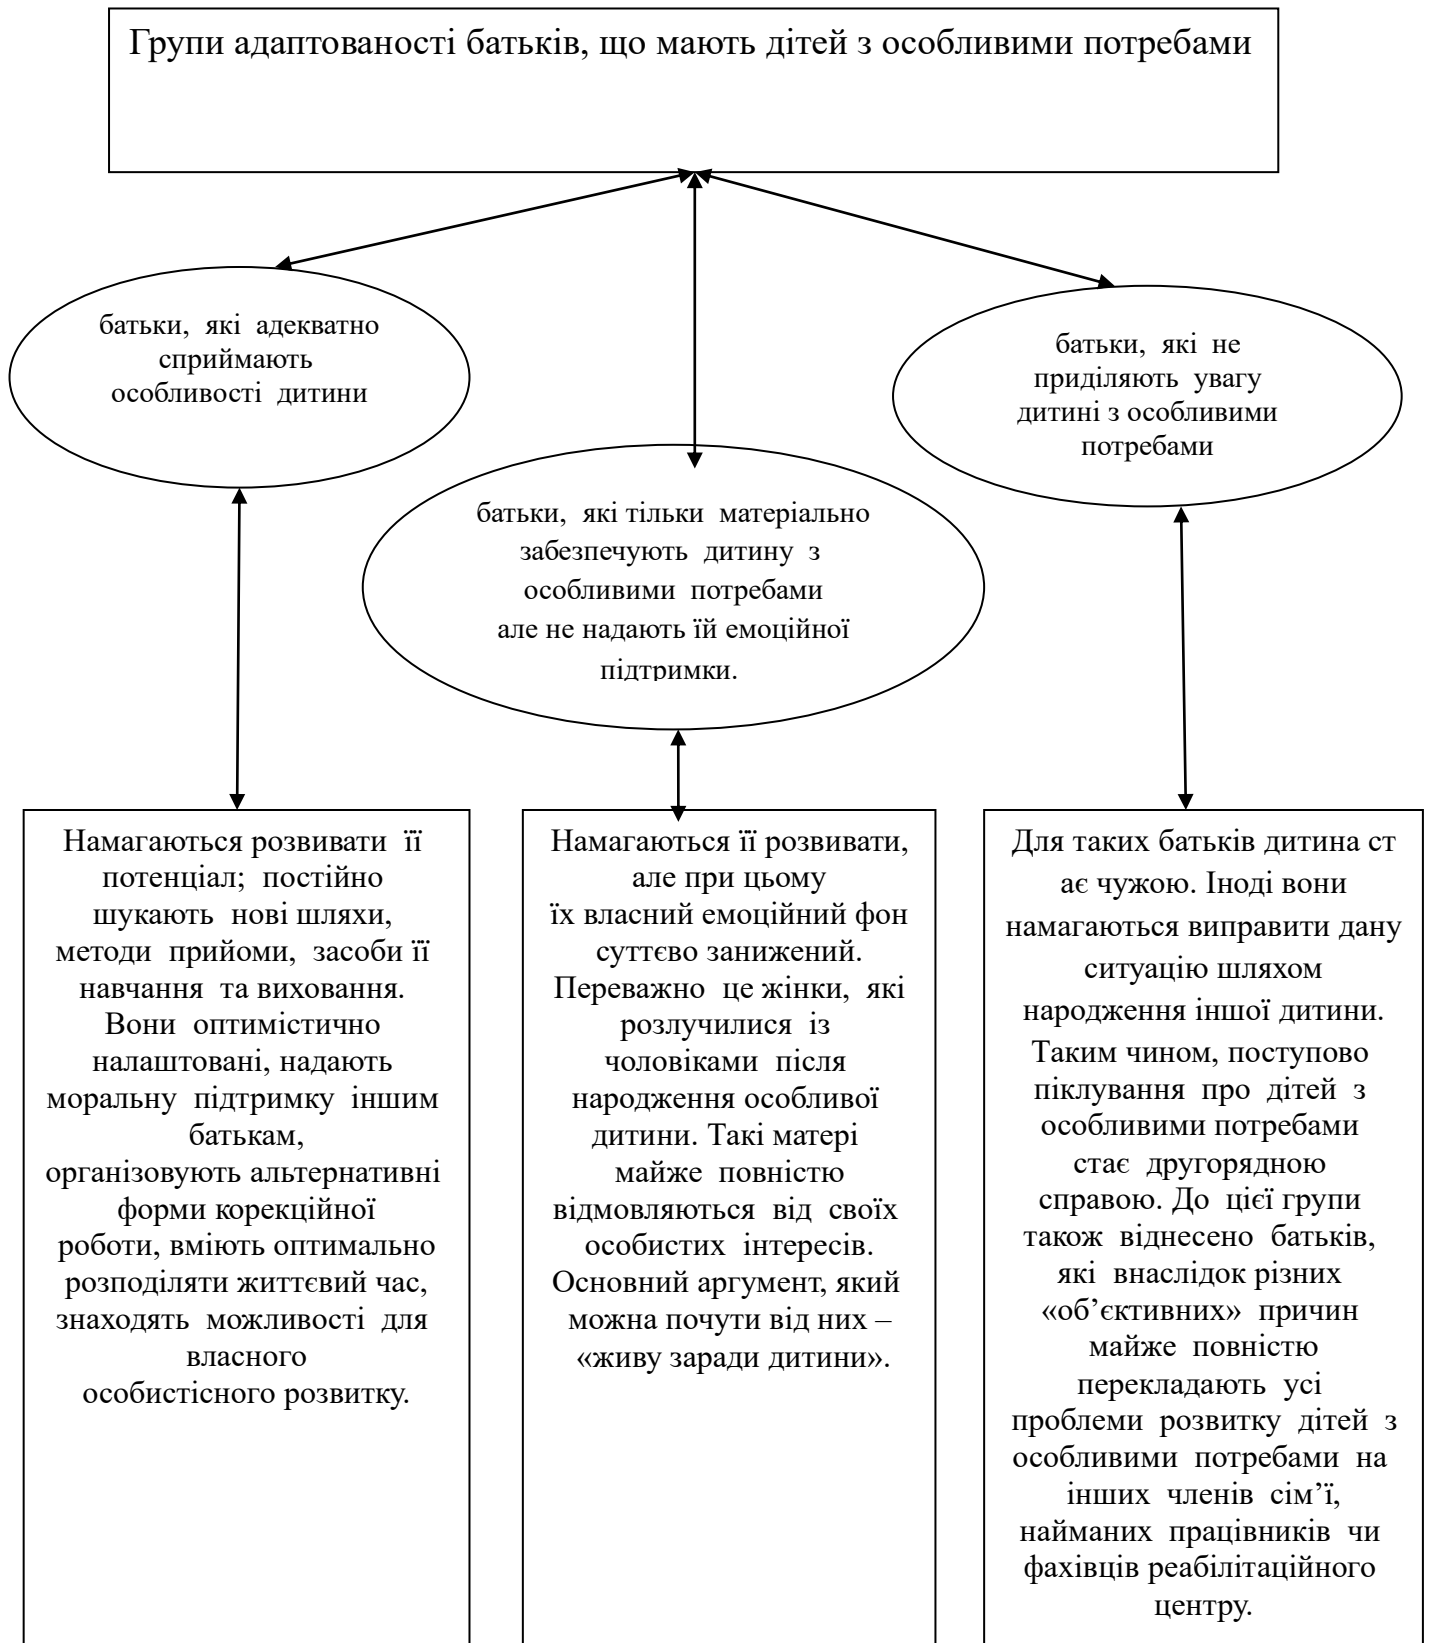 Групи адаптованості батьків, що мають дітей з особливими потребами
батьки, які адекватно
сприймають
особливості дитини
батьки, які тільки матеріально
забезпечують дитину з
особливими потребами
але не надають їй емоційної
підтримки.
батьки, які не
приділяють увагу
дитині з особливими
потребами
Намагаються розвивати її
потенціал; постійно
шукають нові шляхи,
методи прийоми, засоби її
навчання та виховання.
Вони оптимістично
налаштовані, надають
моральну підтримку іншим
батькам,
організовують альтернативні
форми корекційної
роботи, вміють оптимально
розподіляти життєвий час,
знаходять можливості для
власного
особистісного розвитку.
Намагаються її розвивати,
але при цьому
їх власний емоційний фон
суттєво занижений.
Переважно це жінки, які
розлучилися із
чоловіками після
народження особливої
дитини. Такі матері
майже повністю
відмовляються від своїх
особистих інтересів.
Основний аргумент, який
можна почути від них –
«живу заради дитини».
Для таких батьків дитина ст
ає чужою. Іноді вони
намагаються виправити дану
ситуацію шляхом
народження іншої дитини.
Таким чином, поступово
піклування про дітей з
особливими потребами
стає другорядною
справою. До цієї групи
також віднесено батьків,
які внаслідок різних
«об’єктивних» причин
майже повністю
перекладають усі
проблеми розвитку дітей з
особливими потребами на
інших членів сім’ї,
найманих працівників чи
фахівців реабілітаційного
центру.